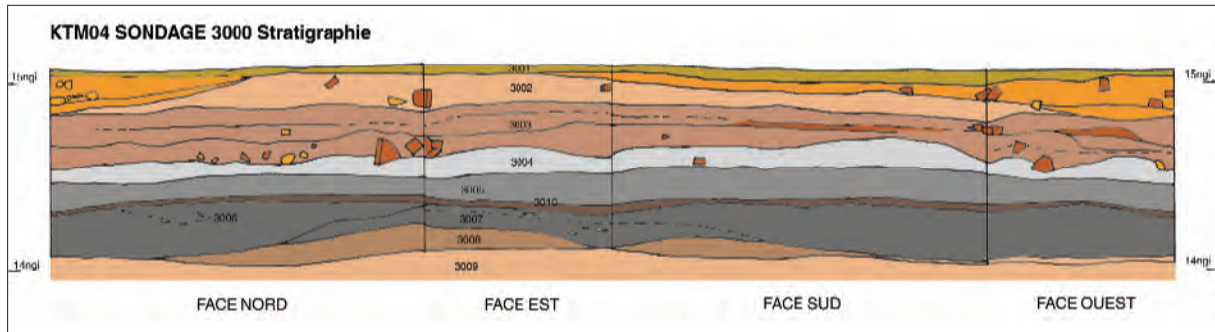 KTM04 SONDAGE 3000 Stratigraphie
15ngi
15ngi
3001
3002
3003
3004
3005
3010
3006
3007
3008
3009
14ngi
14ngi
FACE NORD
FACE EST
FACE SUD
FACE OUEST